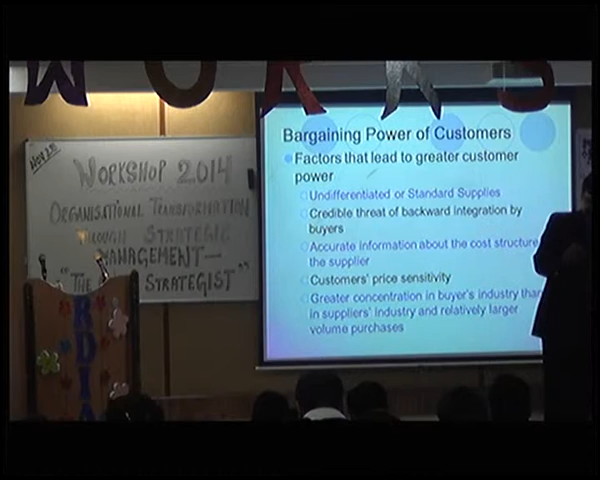 WORKS
NOV 2014
WORKSHOP 2014
ORGANISATIONAL TRANSFORMATION
THROUGH STRATEGIC
MANAGEMENT—
"THE STRATEGIST"
RDIA
Bargaining Power of Customers
Factors that lead to greater customer
power
Undifferentiated or Standard Supplies
Credible threat of backward integration by
buyers
Accurate information about the cost structure
the supplier
Customers' price sensitivity
Greater concentration in buyer's industry than
in suppliers' industry and relatively larger
volume purchases